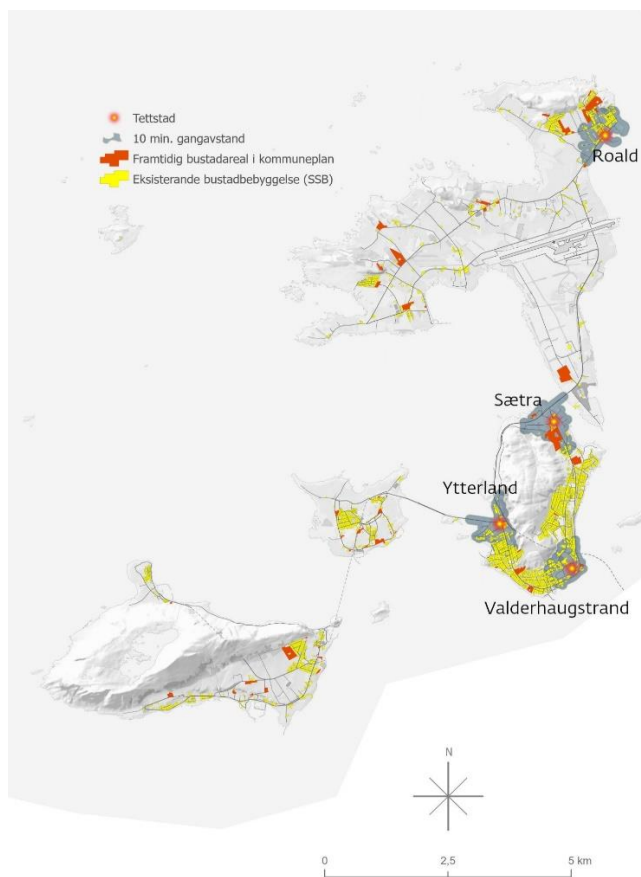 Tettstad
10 min. gangavstand
Framtidig bustadareal i kommuneplan
Eksisterande bustadbebyggelse (SSB)
Roald
Sætra
Ytterland
Valderhaugstrand
N
0 2,5 5 km